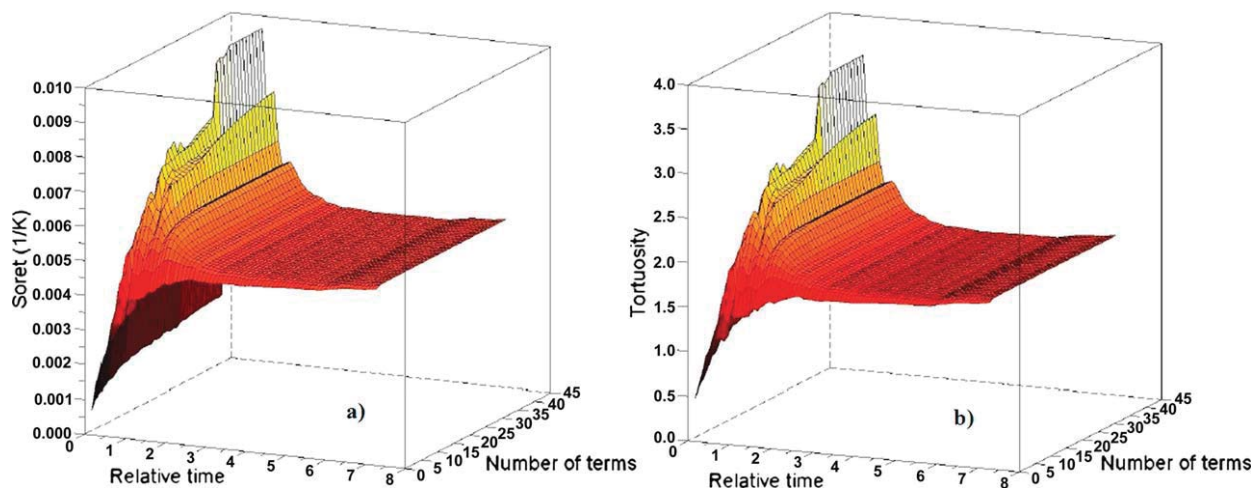 0.010
0.009
0.008
0.007
0.006
0.005
0.004
0.003
0.002
0.001
0.000
Soret (1/K)
0 1 2 3 4 5 6 7 8
Relative time
0 5 10 15 20 25 30 35 40 45
Number of terms
a)
4.0
3.5
3.0
2.5
2.0
1.5
1.0
0.5
0.0
Tortuosity
0 1 2 3 4 5 6 7 8
Relative time
0 5 10 15 20 25 30 35 40 45
Number of terms
b)